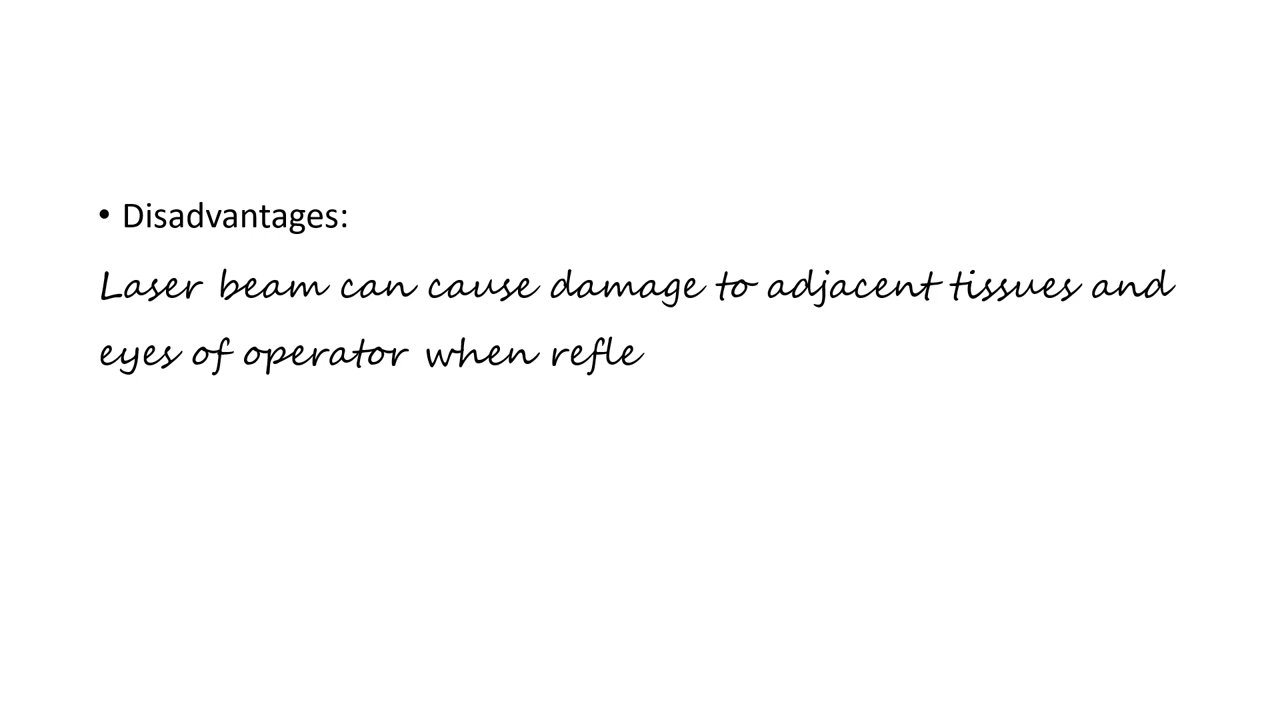 • Disadvantages:
Laser beam can cause damage to adjacent tissues and
eyes of operator when refle